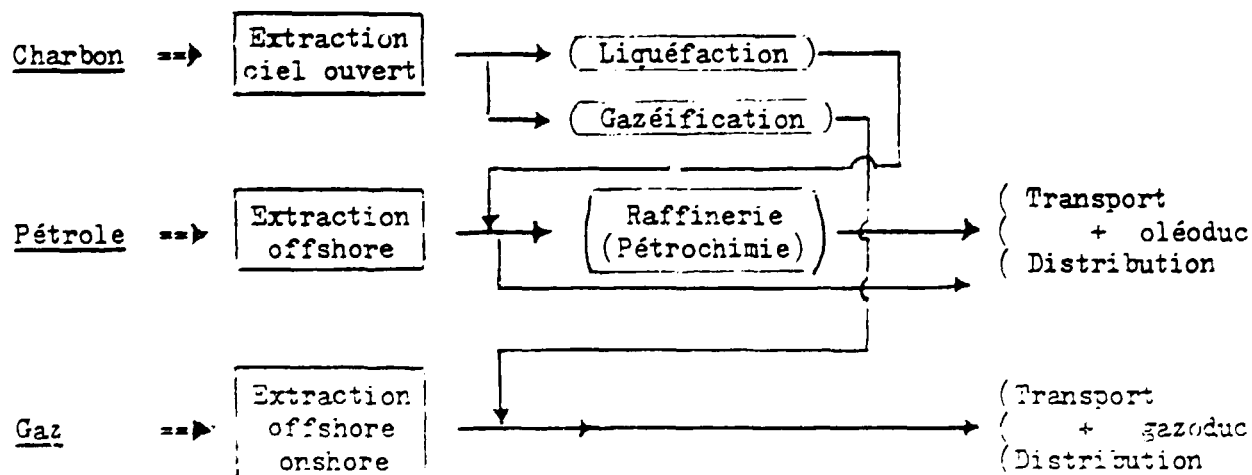 Charbon ==> Extraction ciel ouvert (Liquéfaction)
(Gazéification)
Pétrole ==> Extraction offshore
Raffinerie
(Pétrochimie)
( Transport
( + oléoduc
( Distribution
Gaz ==> Extraction
offshore
onshore
(Transport
( + gazoduc
(Distribution